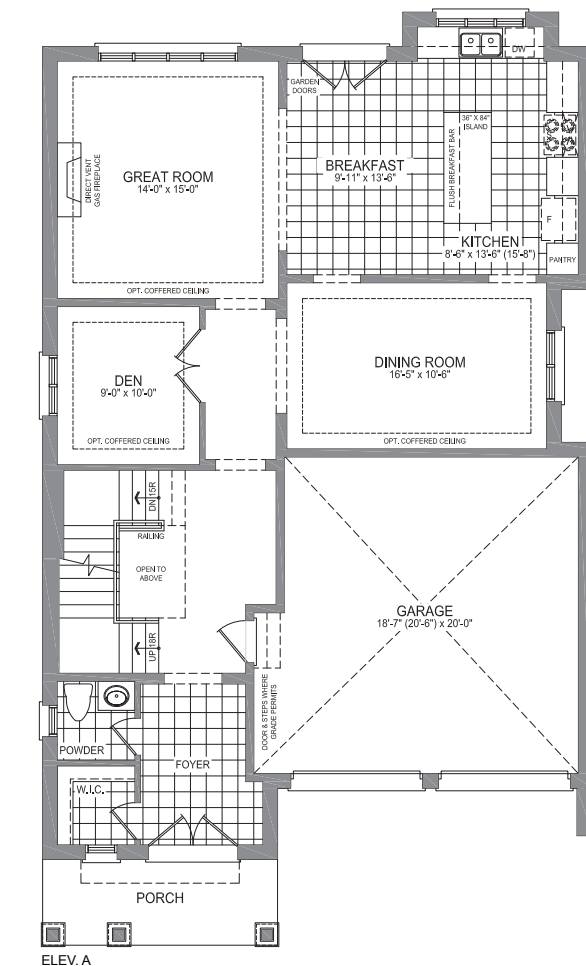 DW
GARDEN
DOORS
36" X 84"
ISLAND
FLUSH BREAKFAST BAR
BREAKFAST
9'-11" x 13'-6"
GREAT ROOM
14'-0" x 15'-0"
DIRECT VENT
GAS FIREPLACE
F
KITCHEN
8'-6" x 13'-6" (15'-8")
PANTRY
OPT. COFFERED CEILING
DEN
9'-0" x 10'-0"
OPT. COFFERED CEILING
DINING ROOM
16'-5" x 10'-6"
OPT. COFFERED CEILING
DN 15R
RAILING
OPEN TO
ABOVE
UP 18R
GARAGE
18'-7" (20'-6") x 20'-0"
DOOR & STEPS WHERE
GRADE PERMITS
POWDER
FOYER
W.I.C.
PORCH
ELEV. A